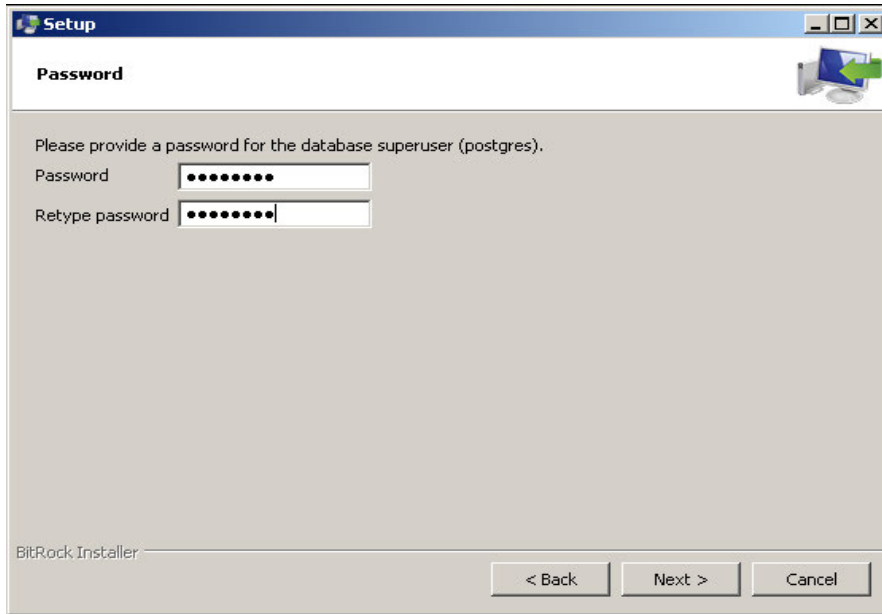 Setup
Password
Please provide a password for the database superuser (postgres).
Password ••••••••
Retype password ••••••••
BitRock Installer
< Back Next > Cancel